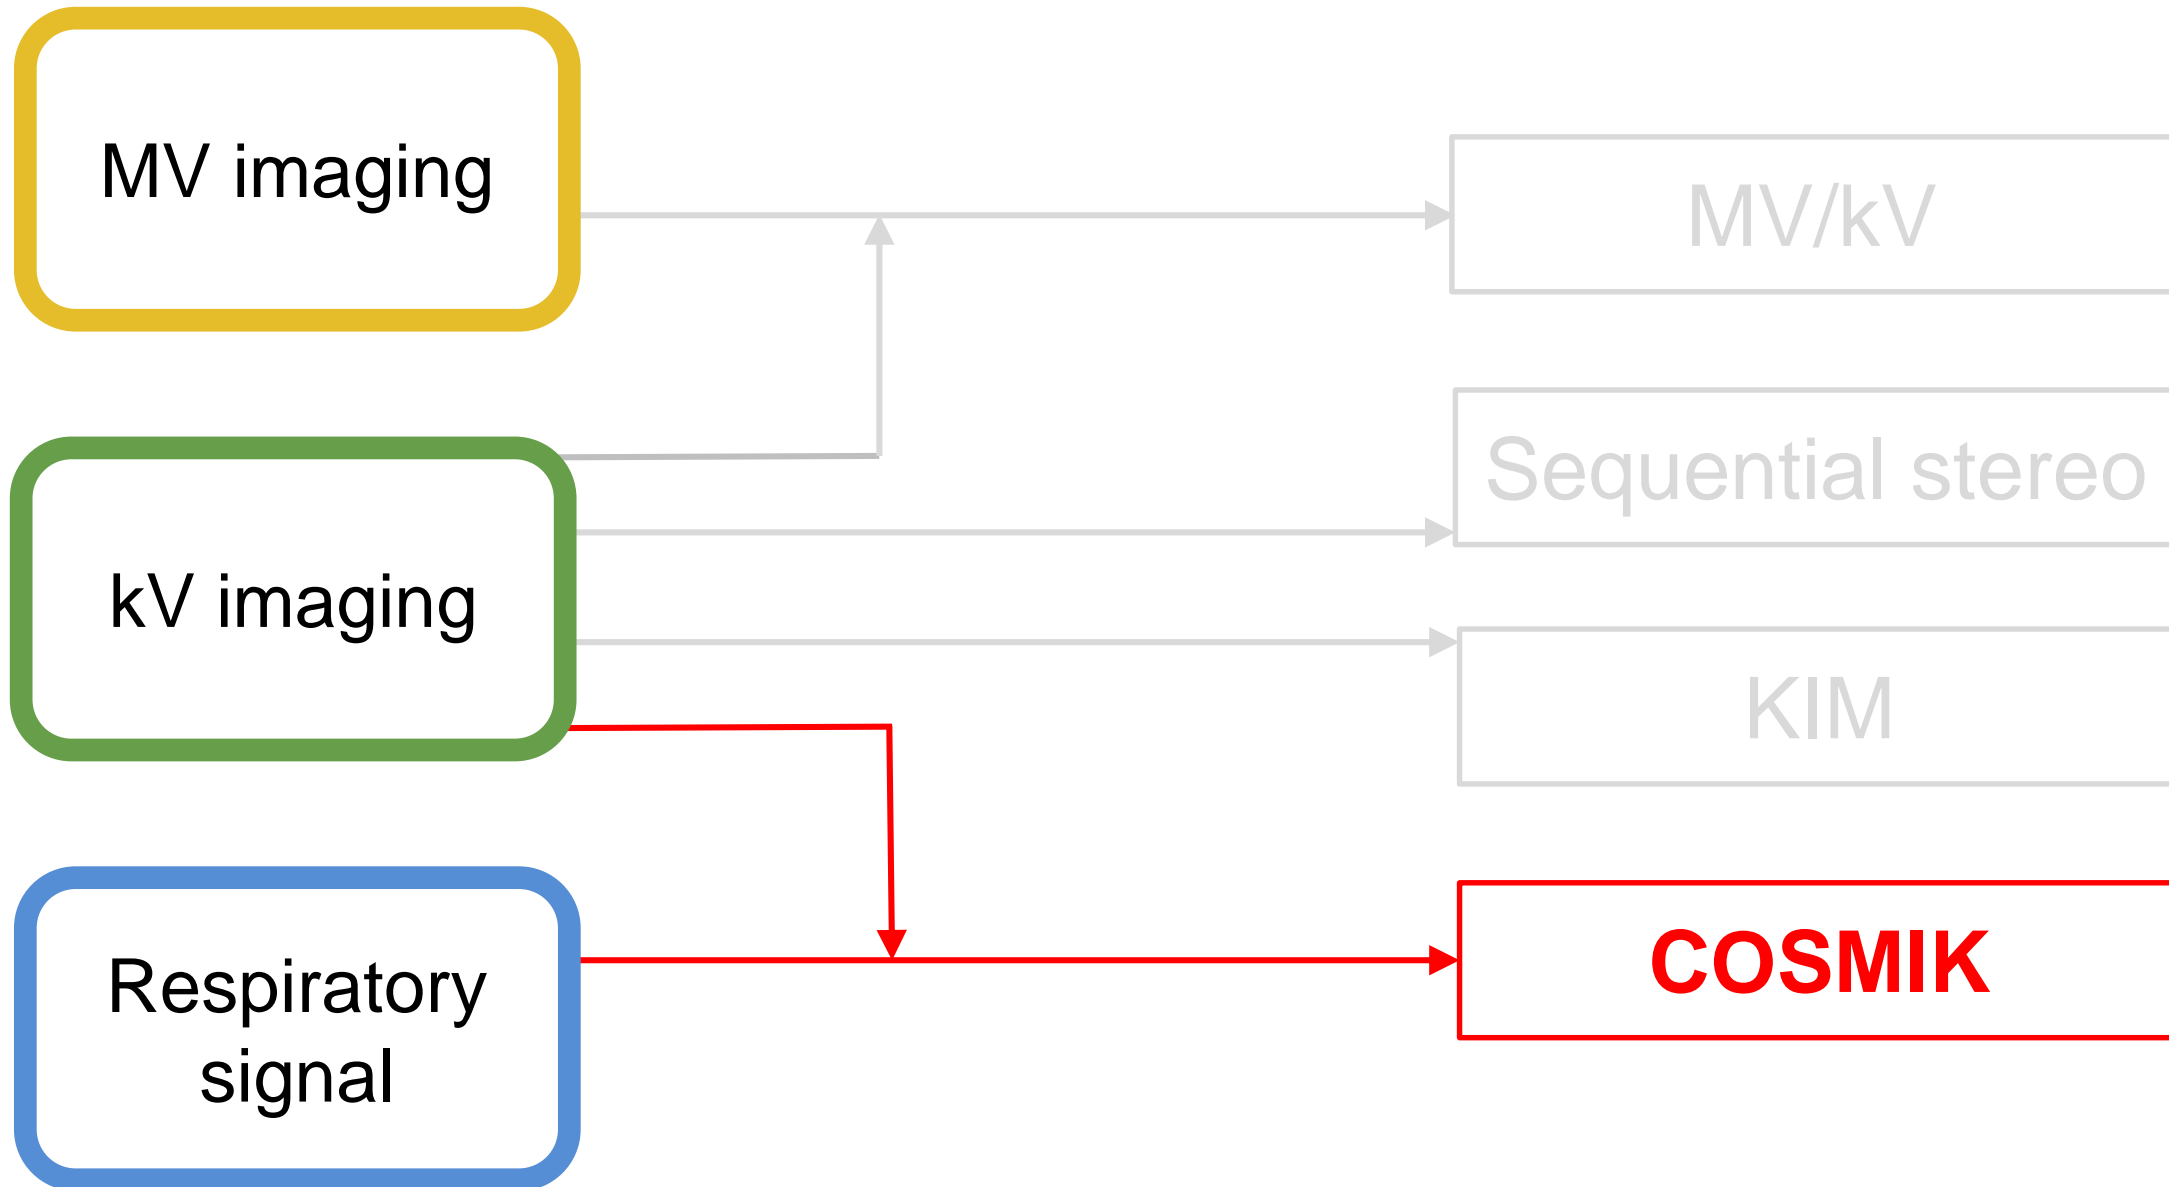 MV imaging
MV/kV
Sequential stereo
kV imaging
KIM
COSMIK
Respiratory
signal